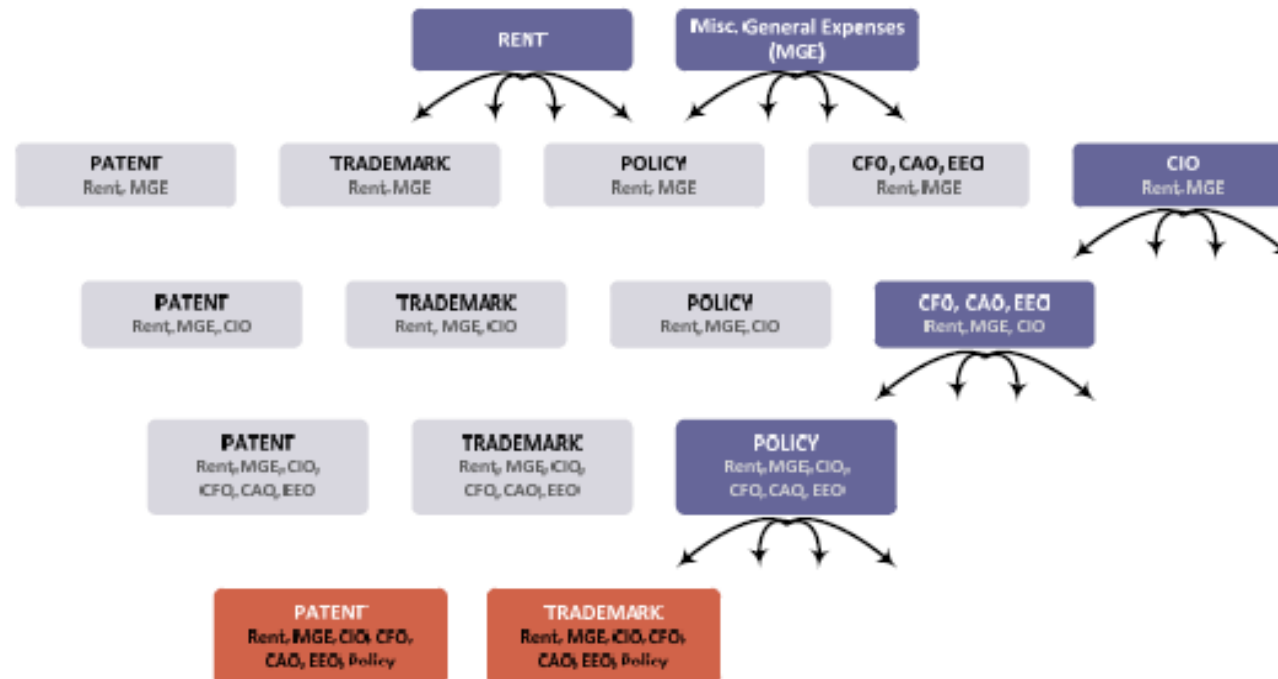 RENT
Misc. General Expenses
(MGE)
PATENT
Rent, MGE
TRADEMARK
Rent, MGE
POLICY
Rent, MGE
CFO, CAO, EEO
Rent, MGE
CIO
Rent, MGE
PATENT
Rent, MGE, CIO
TRADEMARK
Rent, MGE, CIO
POLICY
Rent, MGE, CIO
CFO, CAO, EEO
Rent, MGE, CIO
PATENT
Rent, MGE, CIO,
CFO, CAO, EEO
TRADEMARK
Rent, MGE, CIO,
CFO, CAO, EEO
POLICY
Rent, MGE, CIO,
CFO, CAO, EEO
PATENT
Rent, MGE, CIO, CFO,
CAO, EEO, Policy
TRADEMARK
Rent, MGE, CIO, CFO,
CAO, EEO, Policy